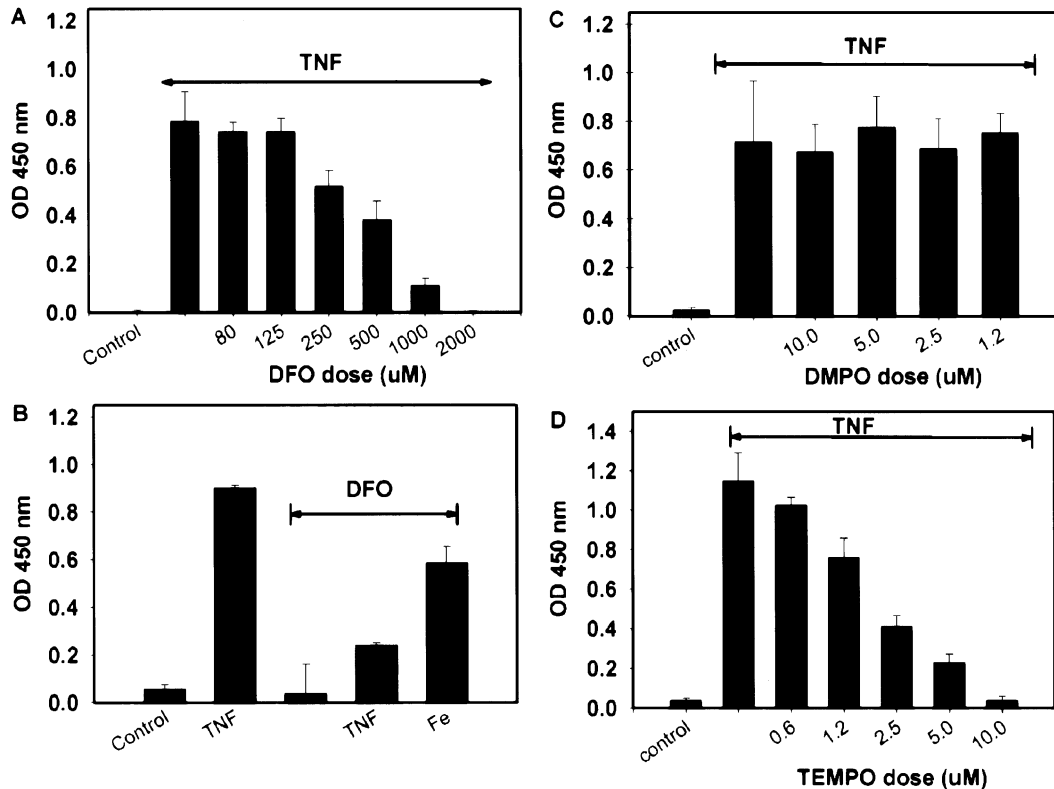 A
1.2
1.0
0.8
0.6
0.4
0.2
0.0
OD 450 nm
TNF
Control
80
125
250
500
1000
2000
DFO dose (uM)
B
1.2
1.0
0.8
0.6
0.4
0.2
0.0
OD 450 nm
DFO
Control
TNF
TNF
Fe
C
1.2
1.0
0.8
0.6
0.4
0.2
0.0
OD 450 nm
TNF
control
10.0
5.0
2.5
1.2
DMPO dose (uM)
D
1.4
1.2
1.0
0.8
0.6
0.4
0.2
0.0
OD 450 nm
TNF
control
0.6
1.2
2.5
5.0
10.0
TEMPO dose (uM)